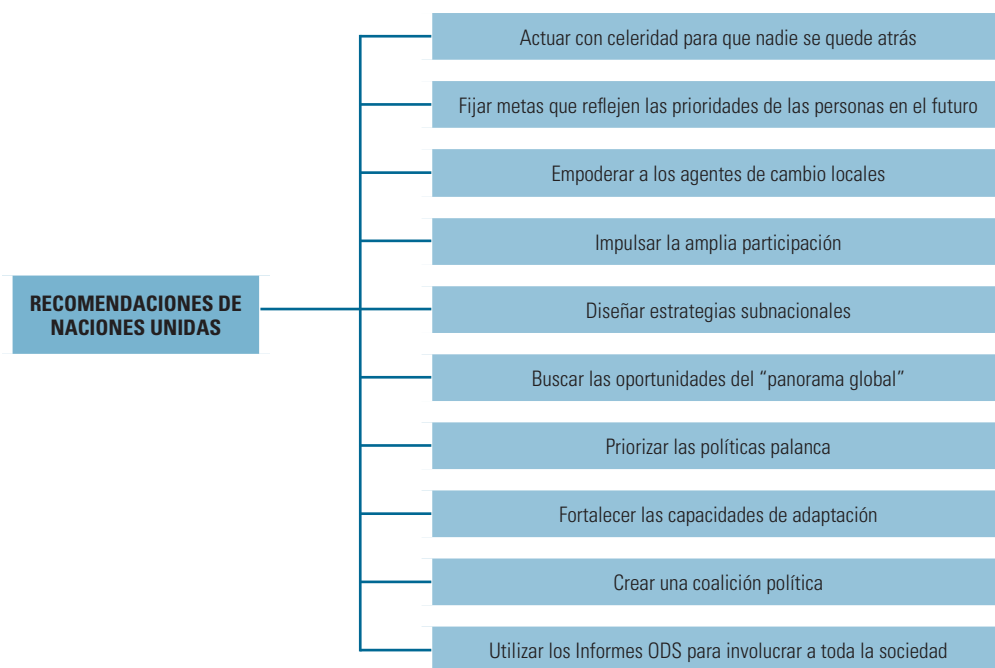 RECOMENDACIONES DE
NACIONES UNIDAS
Actuar con celeridad para que nadie se quede atrás
Fijar metas que reflejen las prioridades de las personas en el futuro
Empoderar a los agentes de cambio locales
Impulsar la amplia participación
Diseñar estrategias subnacionales
Buscar las oportunidades del “panorama global”
Priorizar las políticas palanca
Fortalecer las capacidades de adaptación
Crear una coalición política
Utilizar los Informes ODS para involucrar a toda la sociedad